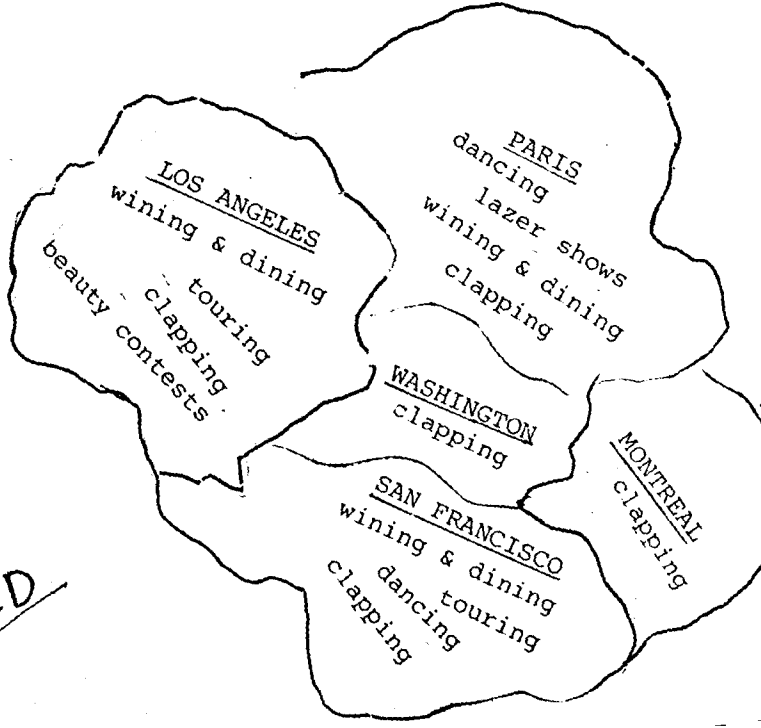 PARIS
dancing
lazer shows
wining & dining
clapping
LOS ANGELES
wining & dining
touring
clapping
beauty contests
WASHINGTON
clapping
MONTREAL
clapping
SAN FRANCISCO
wining & dining
touring
dancing
clapping